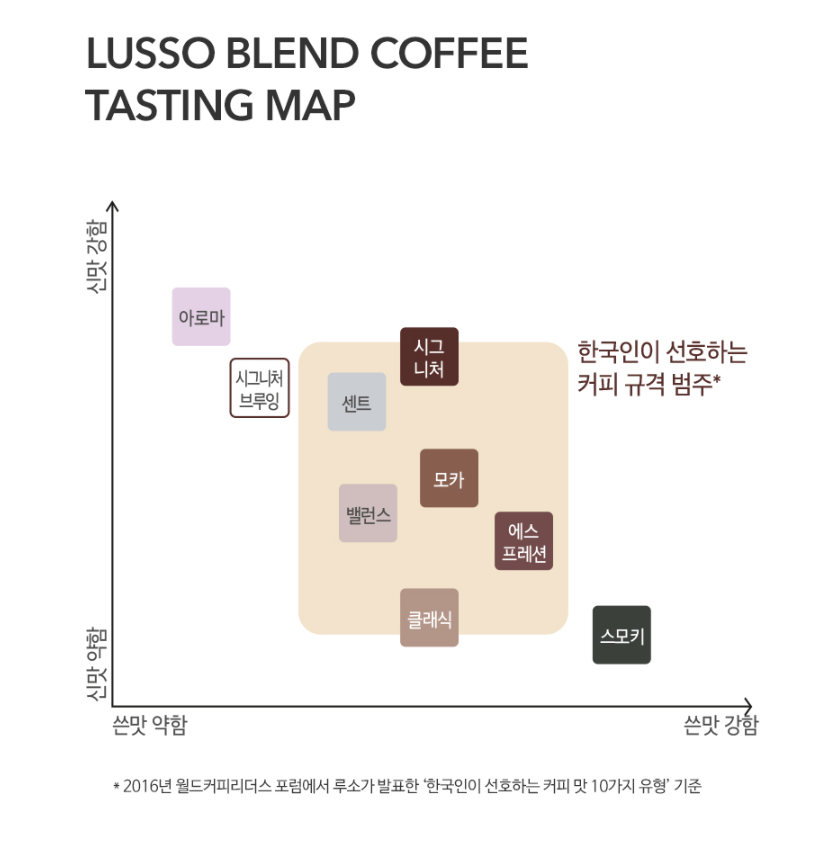 LUSSO BLEND COFFEE
TASTING MAP
신맛 강함
아로마
시그니처
브루잉
센트
시그
니처
한국인이 선호하는
커피 규격 범주*
모카
밸런스
에스
프레션
클래식
스모키
신맛 약함
쓴맛 약함
쓴맛 강함
* 2016년 월드커피리더스 포럼에서 루소가 발표한 ‘한국인이 선호하는 커피 맛 10가지 유형’ 기준